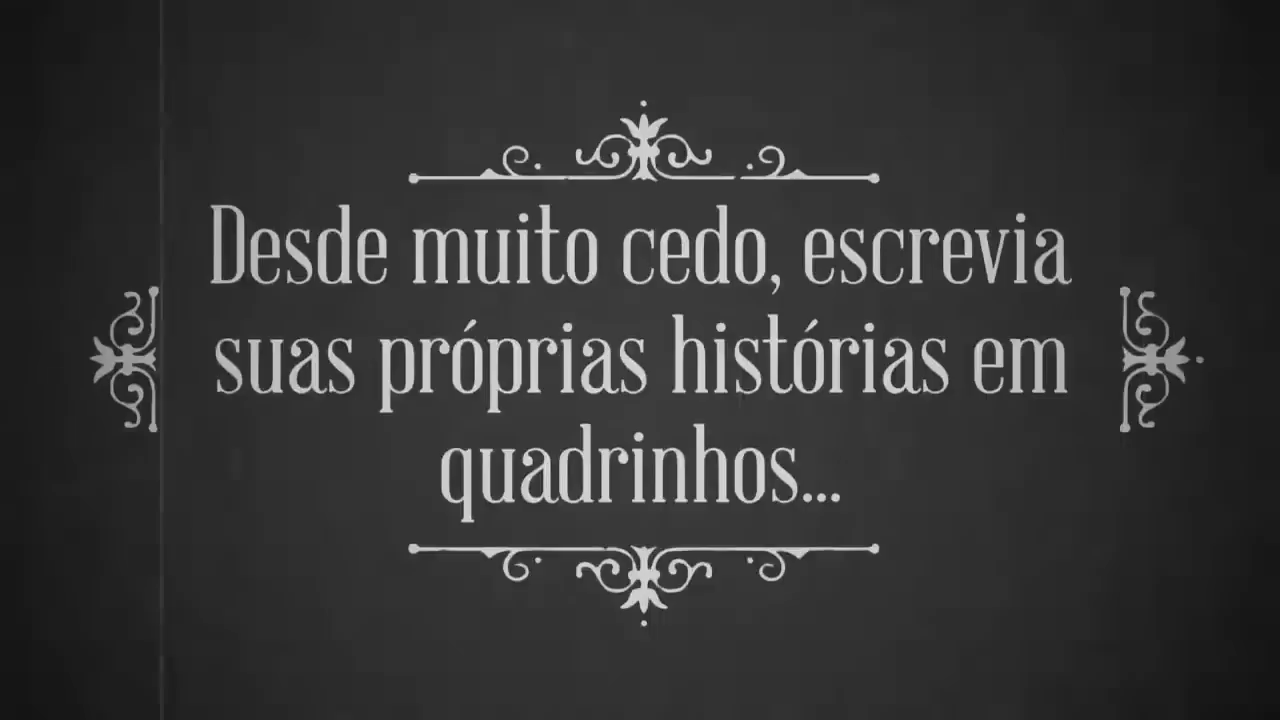 Desde muito cedo, escrevia
suas próprias histórias em
quadrinhos...